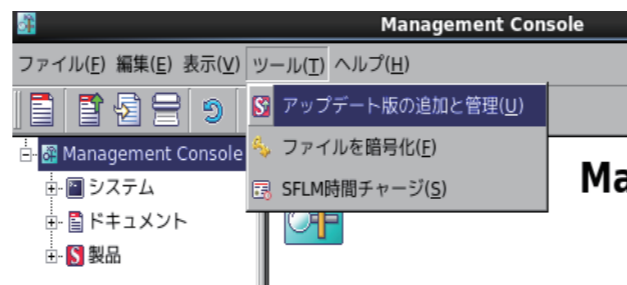 Management Console
ファイル(F) 編集(E) 表示(V) ツール(T) ヘルプ(H)
アップデート版の追加と管理(U)
ファイルを暗号化(F)
SFLM時間チャージ(S)
Management Console
システム
ドキュメント
製品
Ma